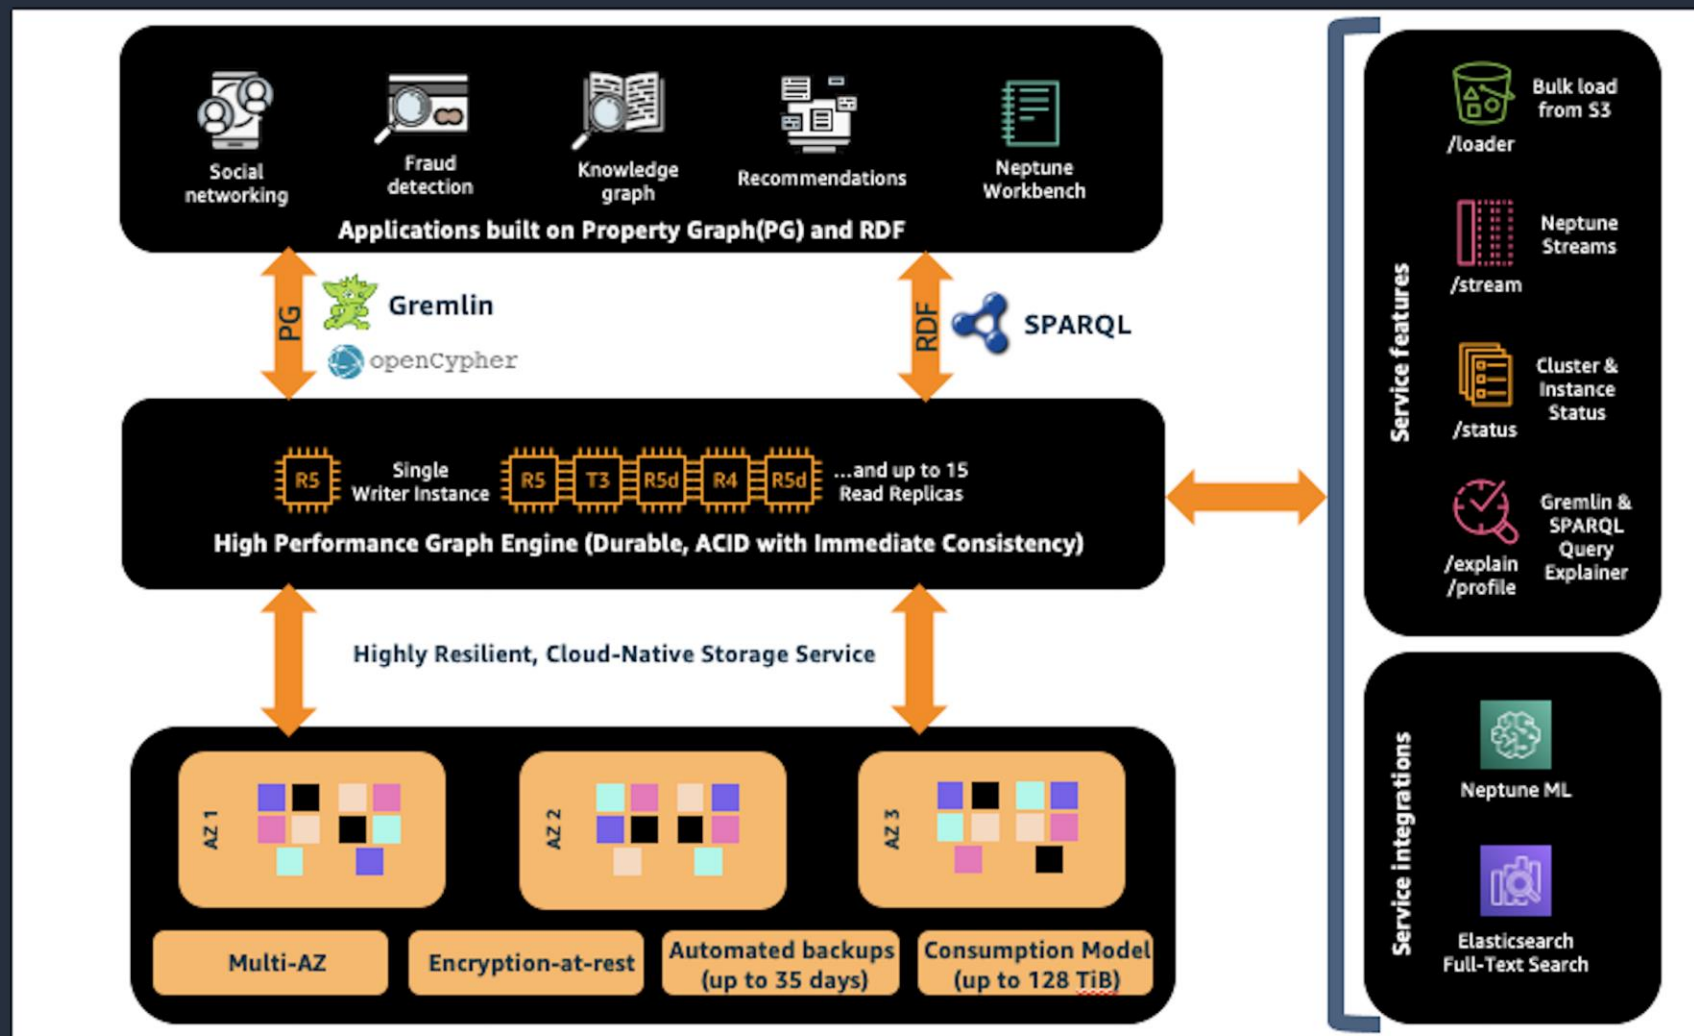 Social
networking
Fraud
detection
Knowledge
graph
Recommendations
Neptune
Workbench
Applications built on Property Graph(PG) and RDF
PG
Gremlin
openCypher
RDF
SPARQL
R5
Single
Writer Instance
R5
T3
R5d
R4
R5d
...and up to 15
Read Replicas
High Performance Graph Engine (Durable, ACID with Immediate Consistency)
Highly Resilient, Cloud-Native Storage Service
AZ 1
AZ 2
AZ 3
Multi-AZ
Encryption-at-rest
Automated backups
(up to 35 days)
Consumption Model
(up to 128 TiB)
Service features
/loader
Bulk load
from S3
/stream
Neptune
Streams
/status
Cluster &
Instance
Status
/explain
/profile
Gremlin &
SPARQL
Query
Explainer
Service integrations
Neptune ML
Elasticsearch
Full-Text Search